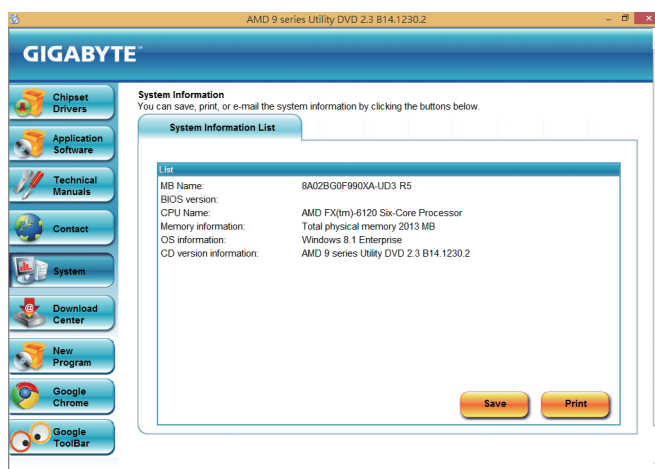 AMD 9 series Utility DVD 2.3 B14.1230.2
GIGABYTE™
Chipset
Drivers
Application
Software
Technical
Manuals
Contact
System
Download
Center
New
Program
Google
Chrome
Google
ToolBar
System Information
You can save, print, or e-mail the system information by clicking the buttons below.
System Information List
List
MB Name: 8A02BG0F990XA-UD3 R5
BIOS version:
CPU Name: AMD FX(tm)-6120 Six-Core Processor
Memory information: Total physical memory 2013 MB
OS information: Windows 8.1 Enterprise
CD version information: AMD 9 series Utility DVD 2.3 B14.1230.2
Save Print